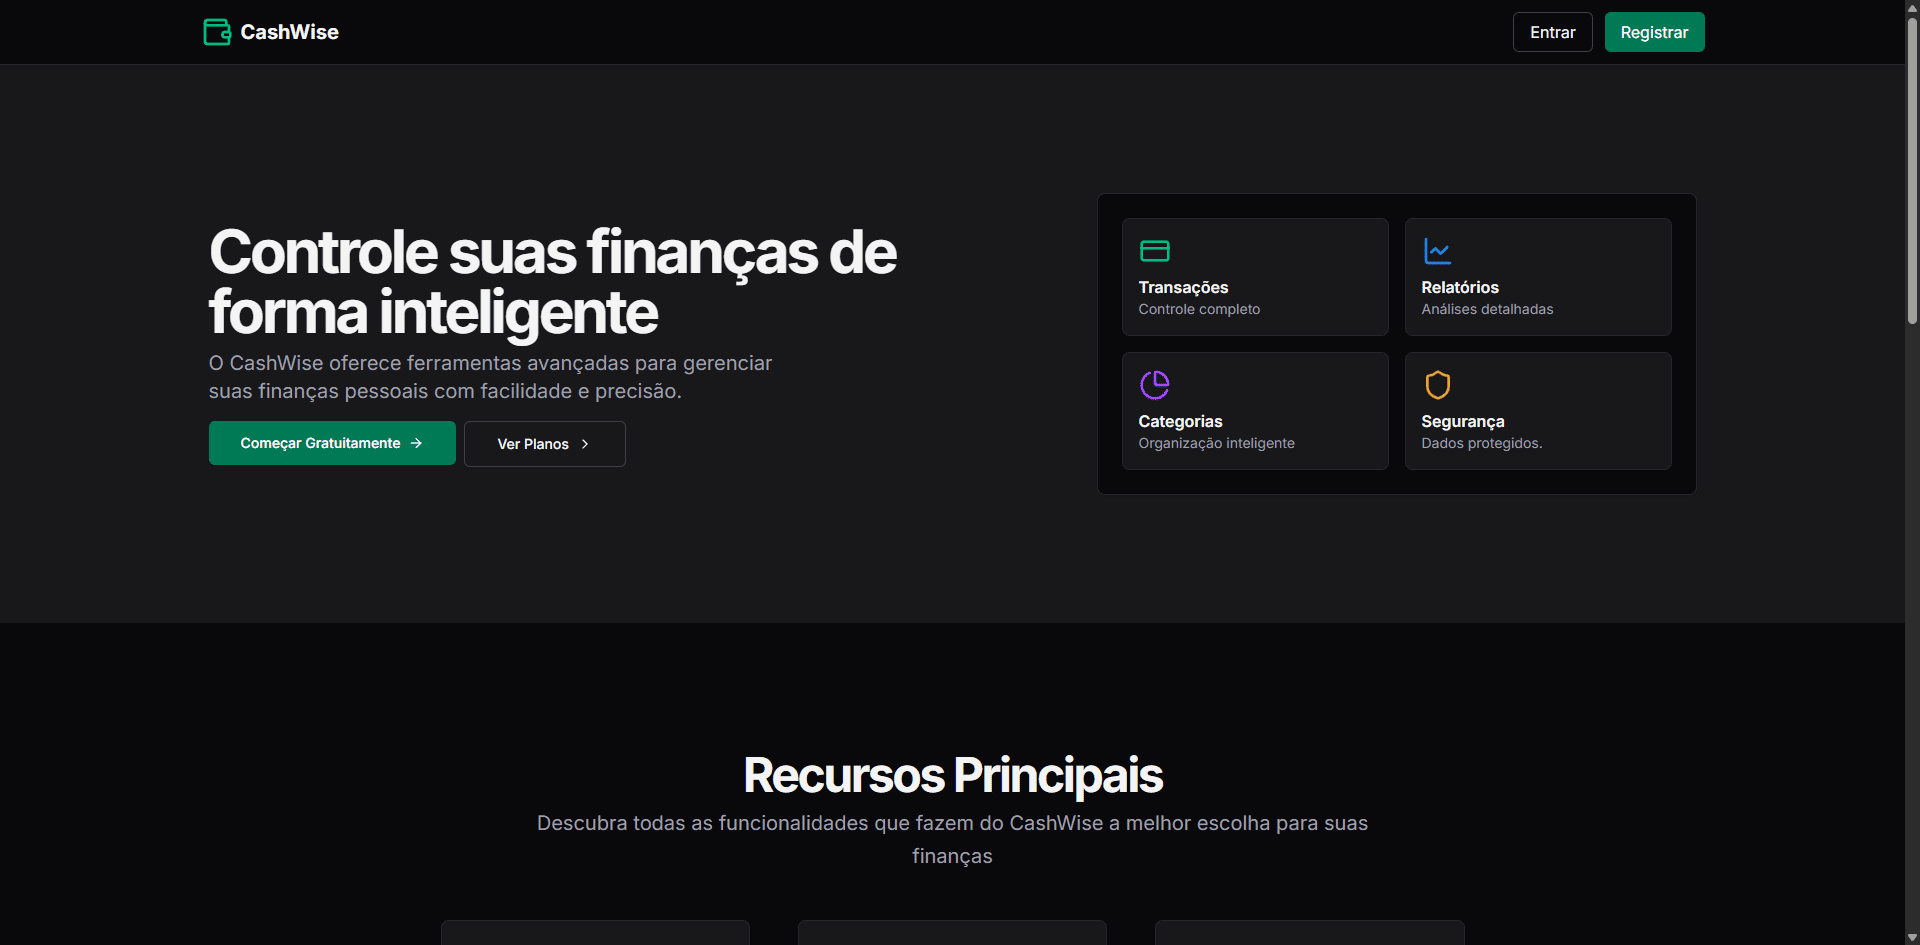 CashWise
Entrar
Registrar
Controle suas finanças de
forma inteligente
O CashWise oferece ferramentas avançadas para gerenciar
suas finanças pessoais com facilidade e precisão.
Começar Gratuitamente
Ver Planos
Transações
Controle completo
Relatórios
Análises detalhadas
Categorias
Organização inteligente
Segurança
Dados protegidos.
Recursos Principais
Descubra todas as funcionalidades que fazem do CashWise a melhor escolha para suas
finanças